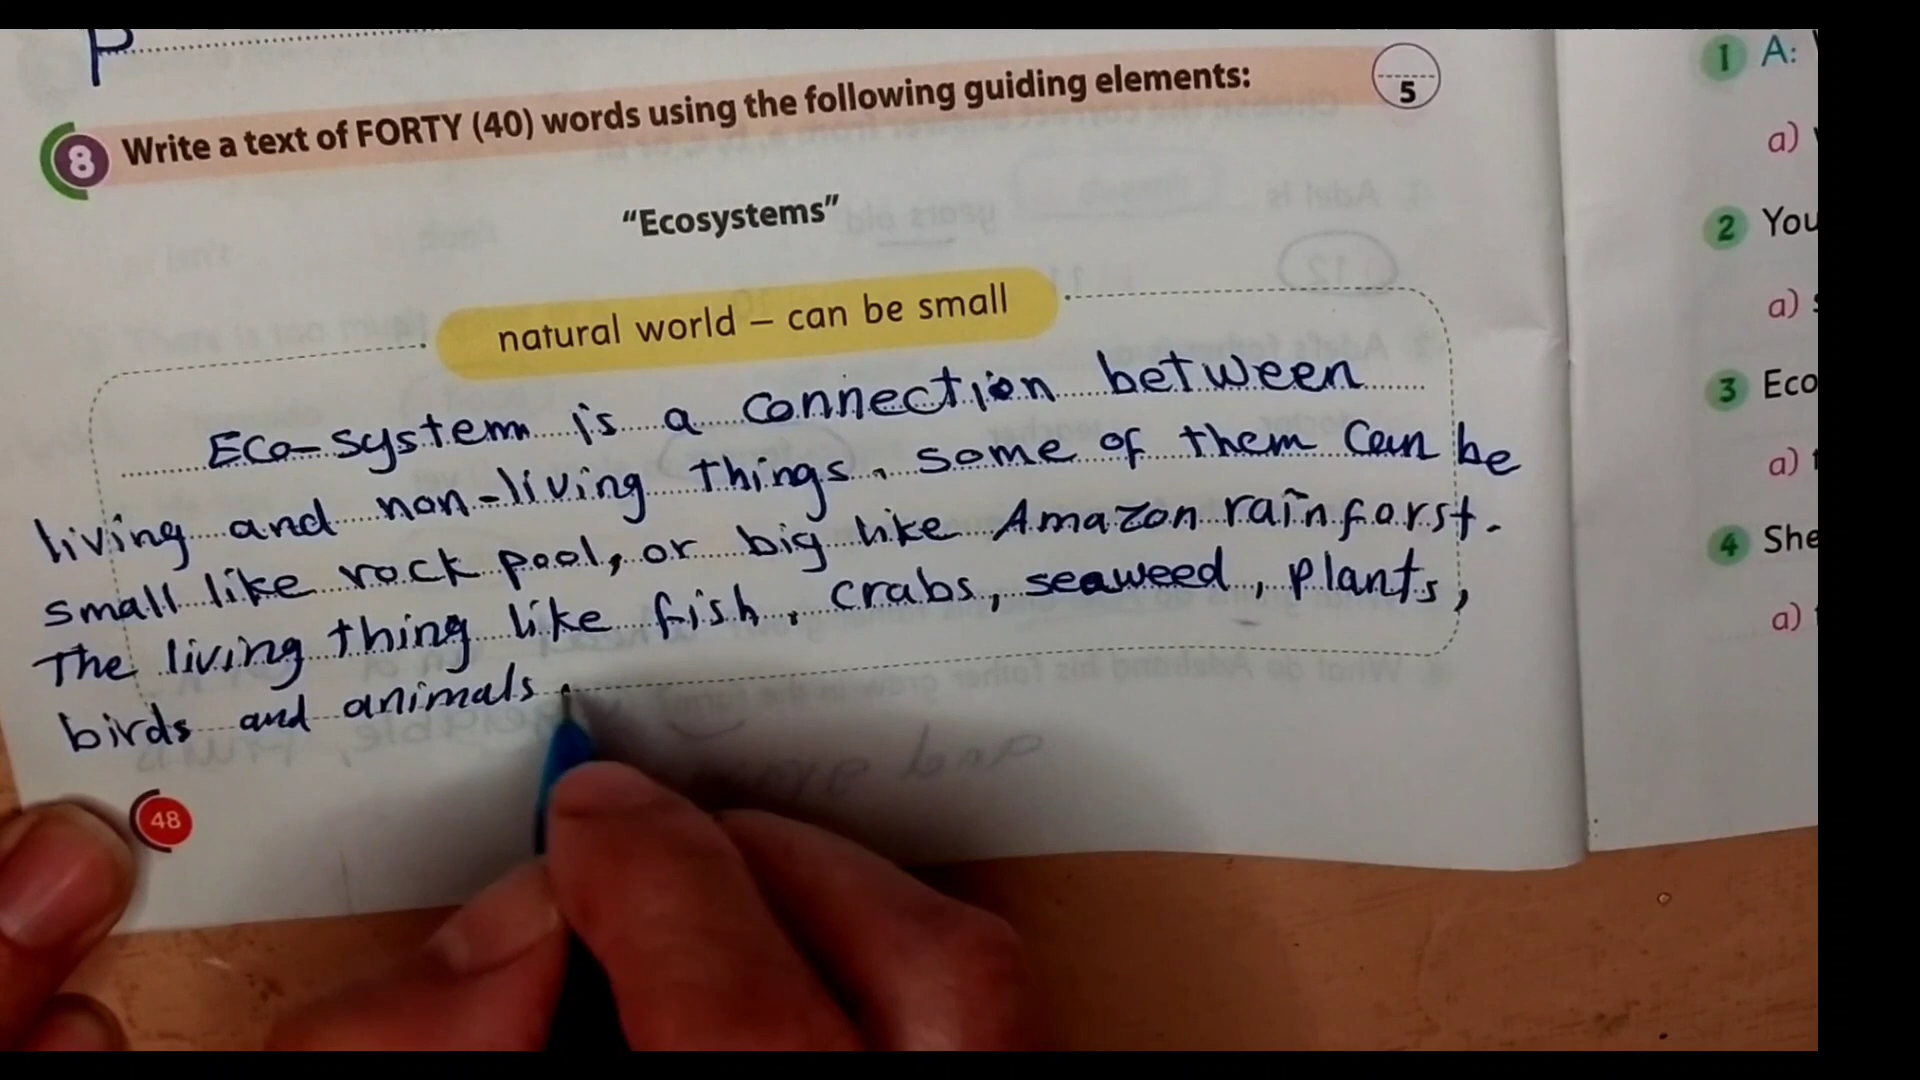 P
8 Write a text of FORTY (40) words using the following guiding elements:
5
"Ecosystems"
natural world – can be small
Eco-system is a connection between
living and non-living things, some of them can be
small like rock pool, or big like Amazon rainforst.
The living thing like fish, crabs, seaweed, plants,
birds and animals.
48
1 A:
a)
2 You
a) s
3 Eco
a)
4 She
a)